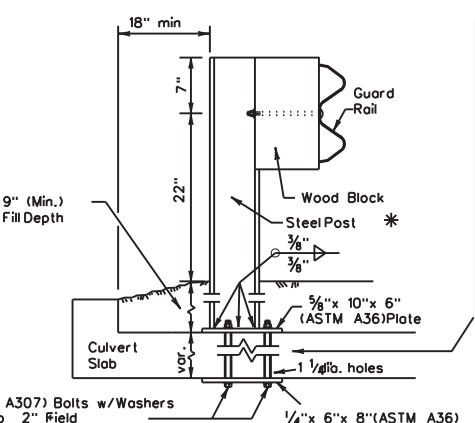 18" min
7"
Guard
Rail
22"
9" (Min.)
Fill Depth
Wood Block
Steel Post *
3/8"
3/8"
5/8"x 10"x 6"
(ASTM A36)Plate
Culvert
Slab
var.
1 1/4"dia. holes
A307) Bolts w/Washers
2" Field
1/4"x 6"x 8"(ASTM A36)